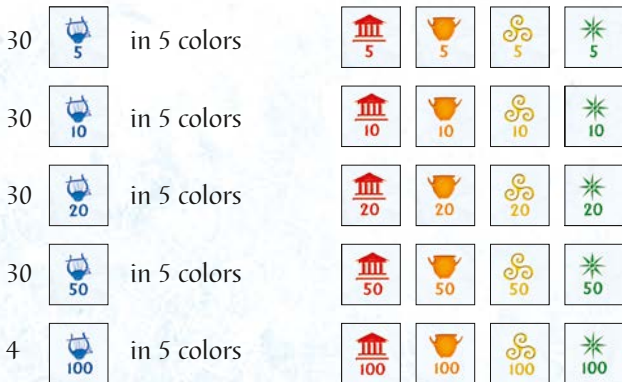 30 5 in 5 colors 5 5 5 5
30 10 in 5 colors 10 10 10 10
30 20 in 5 colors 20 20 20 20
30 50 in 5 colors 50 50 50 50
4 100 in 5 colors 100 100 100 100